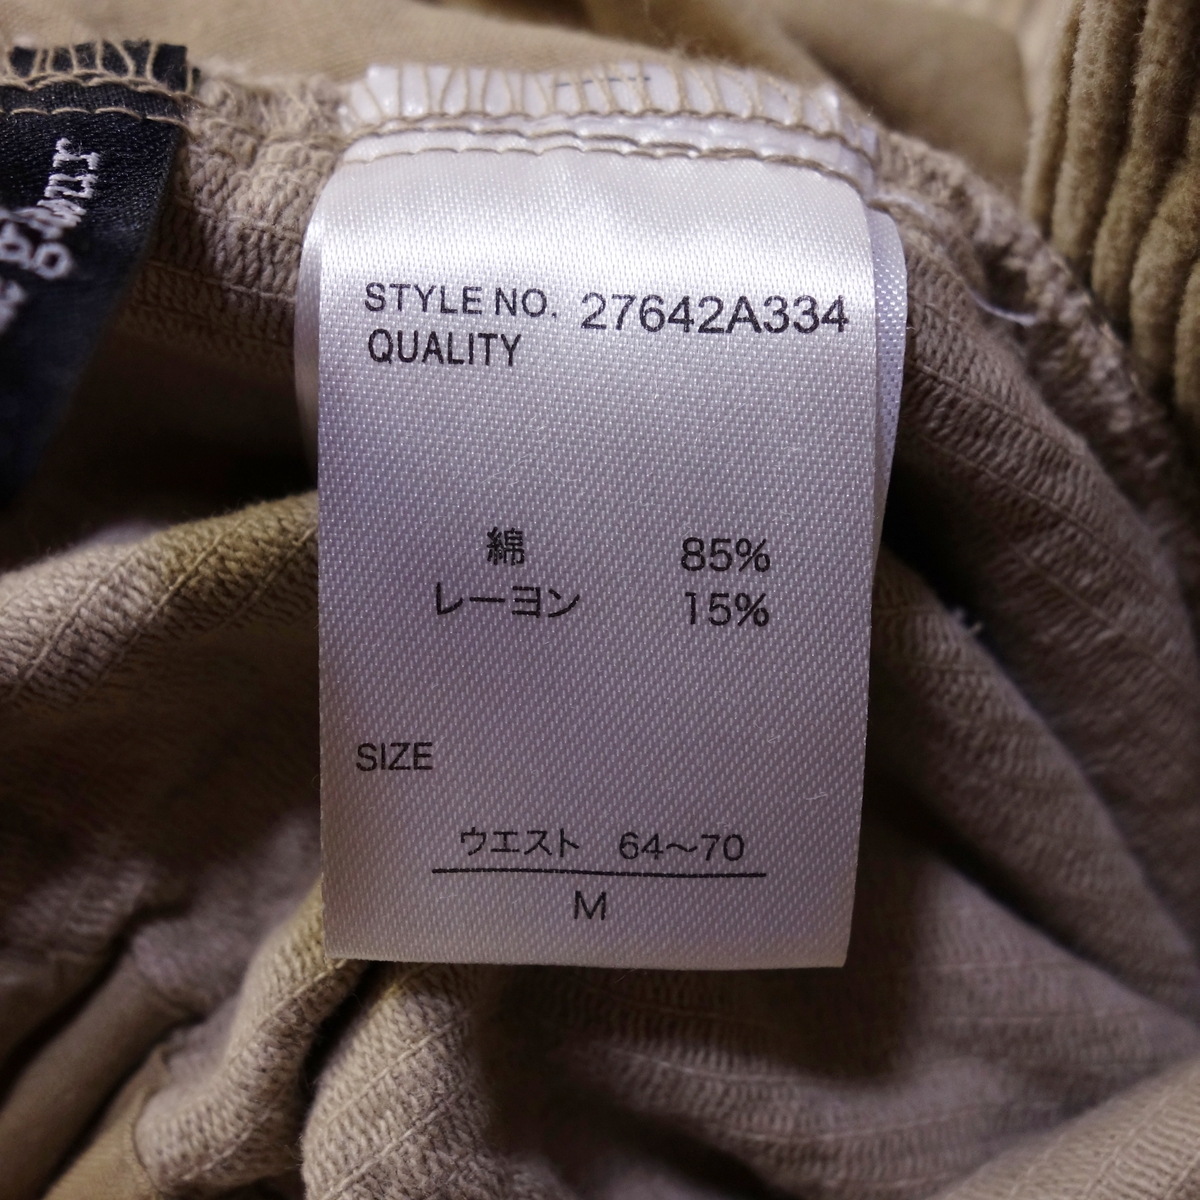 STYLE NO. 27642A334
QUALITY
綿 85%
レーヨン 15%
SIZE
ウエスト 64～70
M